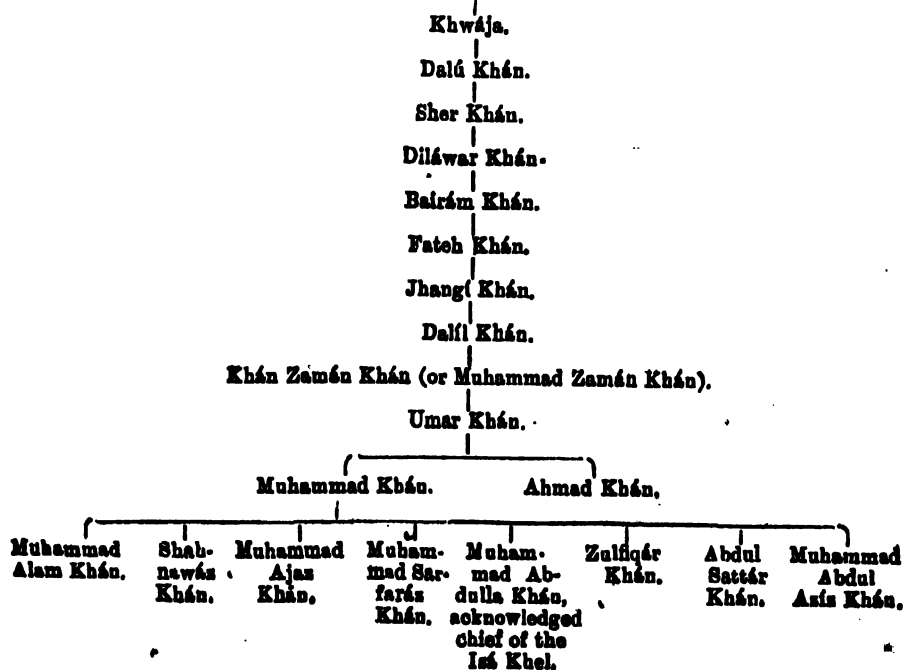 Khwája.
Dalú Khán.
Sher Khán.
Diláwar Khán.
Bairám Khán.
Fateh Khán.
Jhangí Khán.
Dalíl Khán.
Khán Zamán Khán (or Muhammad Zamán Khán).
Umar Khán.
Muhammad Khán.
Ahmad Khán.
Muhammad
Alam Khán.
Shah-
nawáz
Khán.
Muhammad
Ajaz
Khán.
Muham-
mad Sar-
faráz
Khán.
Muham-
mad Ab-
dulla Khán,
acknowledged
chief of the
Isá Khel.
Zulfiqár
Khán.
Abdul
Sattár
Khán.
Muhammad
Abdul
Azíz Khán.